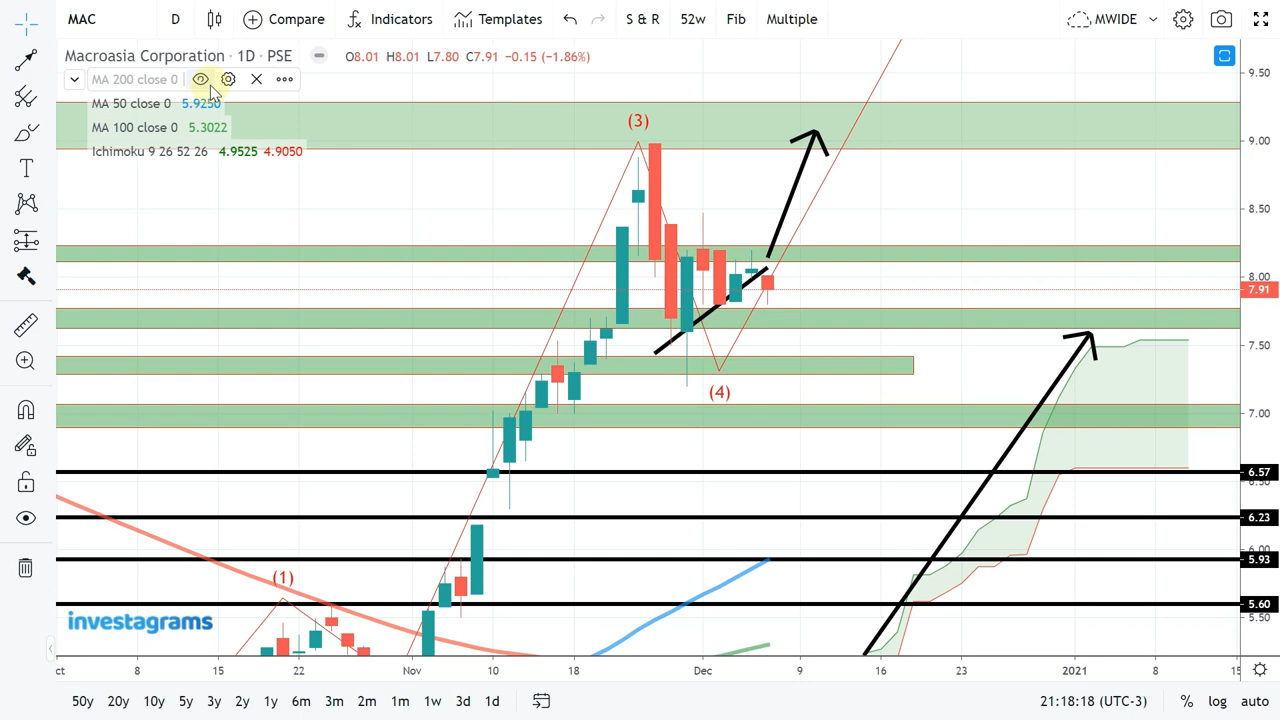 MAC D Compare Indicators Templates S & R 52w Fib Multiple MWIDE
Macroasia Corporation · 1D · PSE O8.01 H8.01 L7.80 C7.91 −0.15 (−1.86%)
MA 200 close 0
MA 50 close 0 5.9250
MA 100 close 0 5.3022
Ichimoku 9 26 52 26 4.9525 4.9050
(3)
(4)
(1)
9.50
9.00
8.50
8.00
7.91
7.50
7.00
6.57
6.50
6.23
6.00
5.93
5.60
5.50
investagrams
ct 8 15 22 Nov 10 18 Dec 9 16 23 2021 8 15
50y 20y 10y 5y 3y 2y 1y 6m 3m 2m 1m 1w 3d 1d 21:18:18 (UTC-3) % log auto